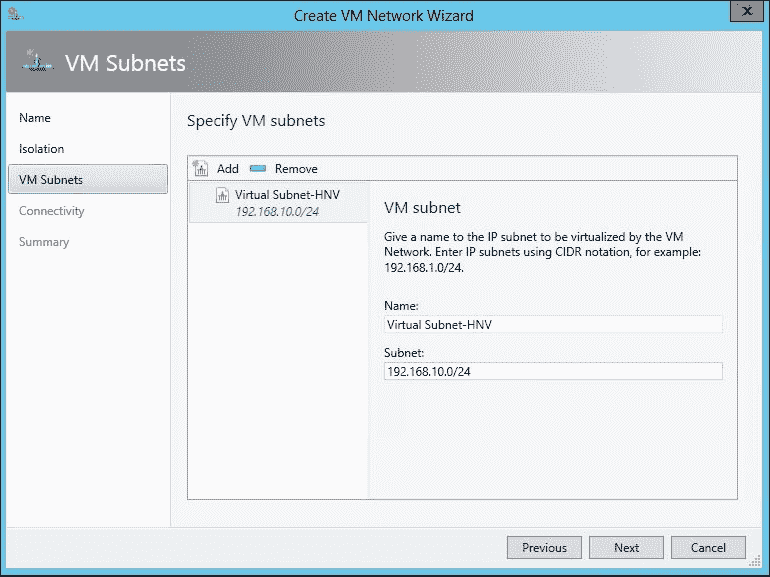 Create VM Network Wizard
X
VM Subnets
Name
Isolation
VM Subnets
Connectivity
Summary
Specify VM subnets
Add Remove
Virtual Subnet-HNV
192.168.10.0/24
VM subnet
Give a name to the IP subnet to be virtualized by the VM
Network. Enter IP subnets using CIDR notation, for example:
192.168.1.0/24.
Name:
Virtual Subnet-HNV
Subnet:
192.168.10.0/24
Previous Next Cancel